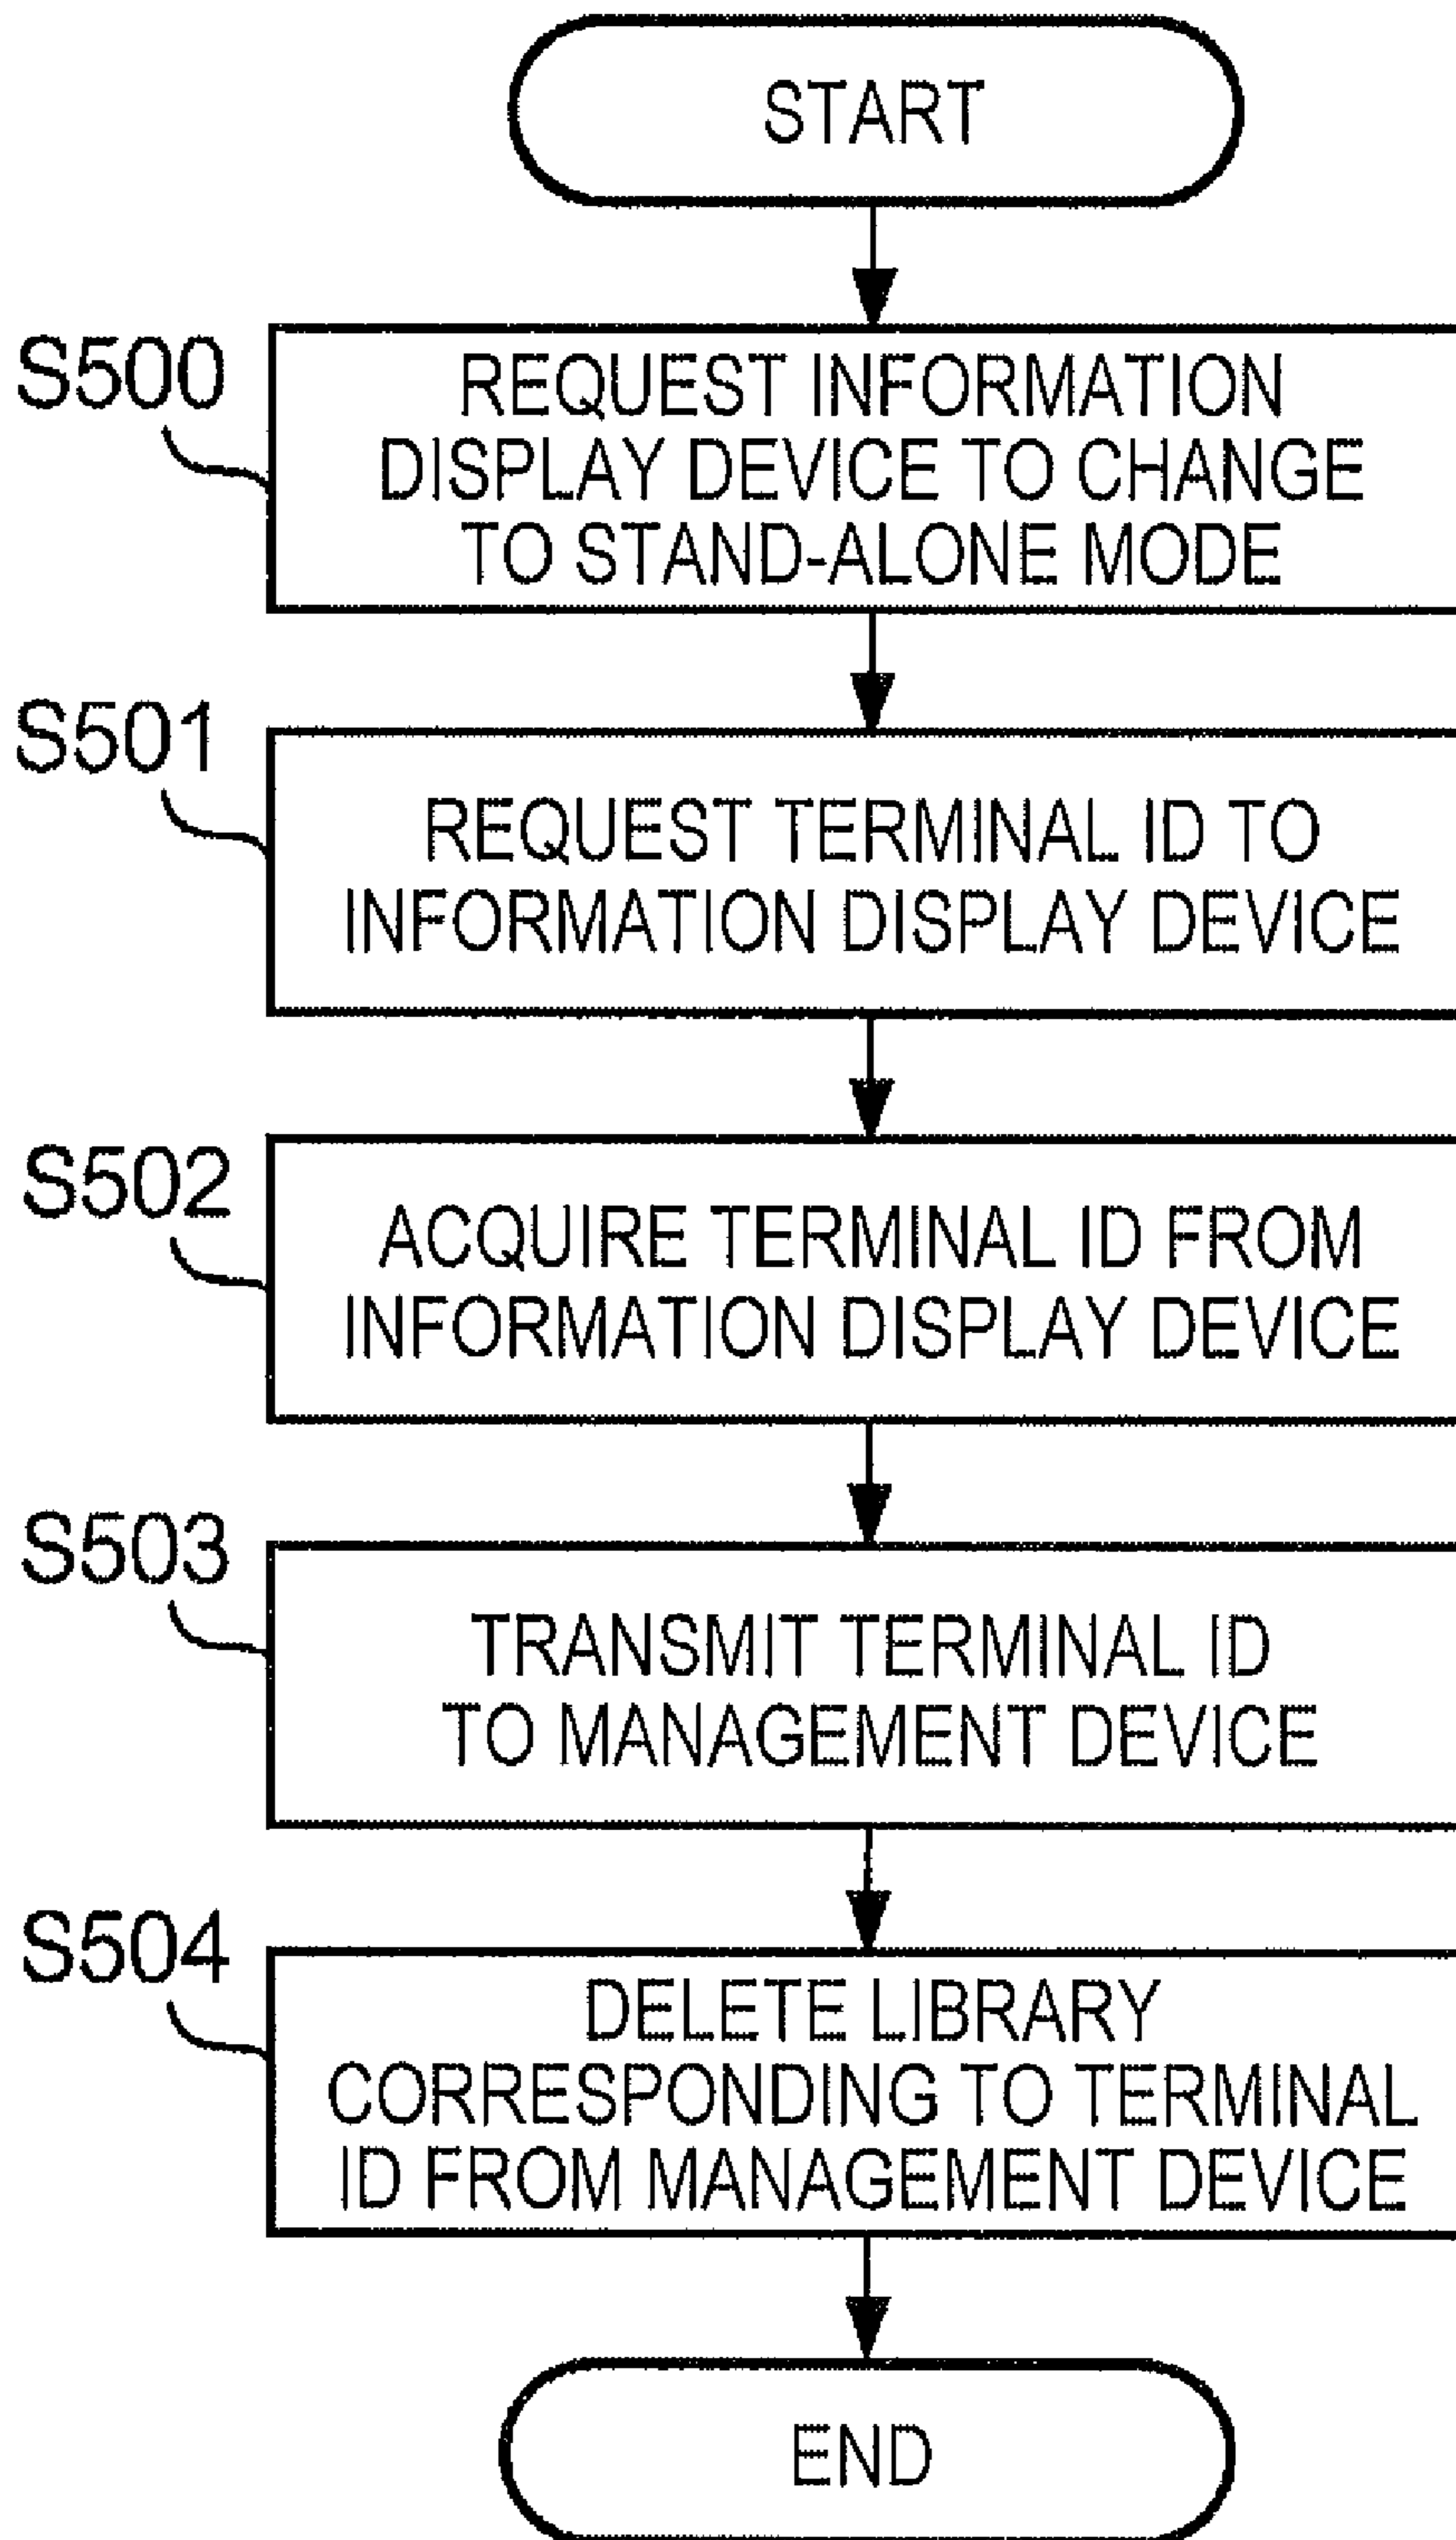 START
S500
REQUEST INFORMATION
DISPLAY DEVICE TO CHANGE
TO STAND-ALONE MODE
S501
REQUEST TERMINAL ID TO
INFORMATION DISPLAY DEVICE
S502
ACQUIRE TERMINAL ID FROM
INFORMATION DISPLAY DEVICE
S503
TRANSMIT TERMINAL ID
TO MANAGEMENT DEVICE
S504
DELETE LIBRARY
CORRESPONDING TO TERMINAL
ID FROM MANAGEMENT DEVICE
END